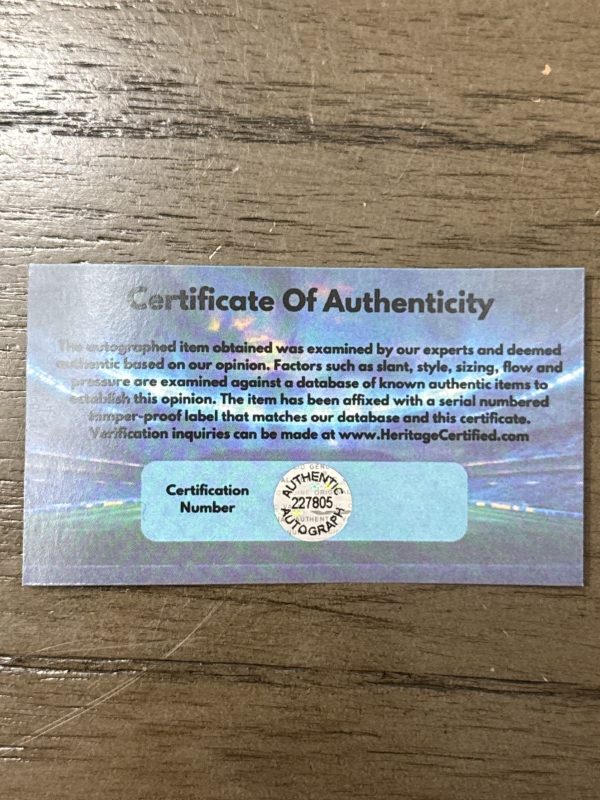 Certificate Of Authenticity
The autographed item obtained was examined by our experts and deemed
authentic based on our opinion. Factors such as slant, style, sizing, flow and
pressure are examined against a database of known authentic items to
establish this opinion. The item has been affixed with a serial numbered
tamper-proof label that matches our database and this certificate.
Verification inquiries can be made at www.HeritageCertified.com
Certification
Number
AUTHENTIC
227805
AUTOGRAPH